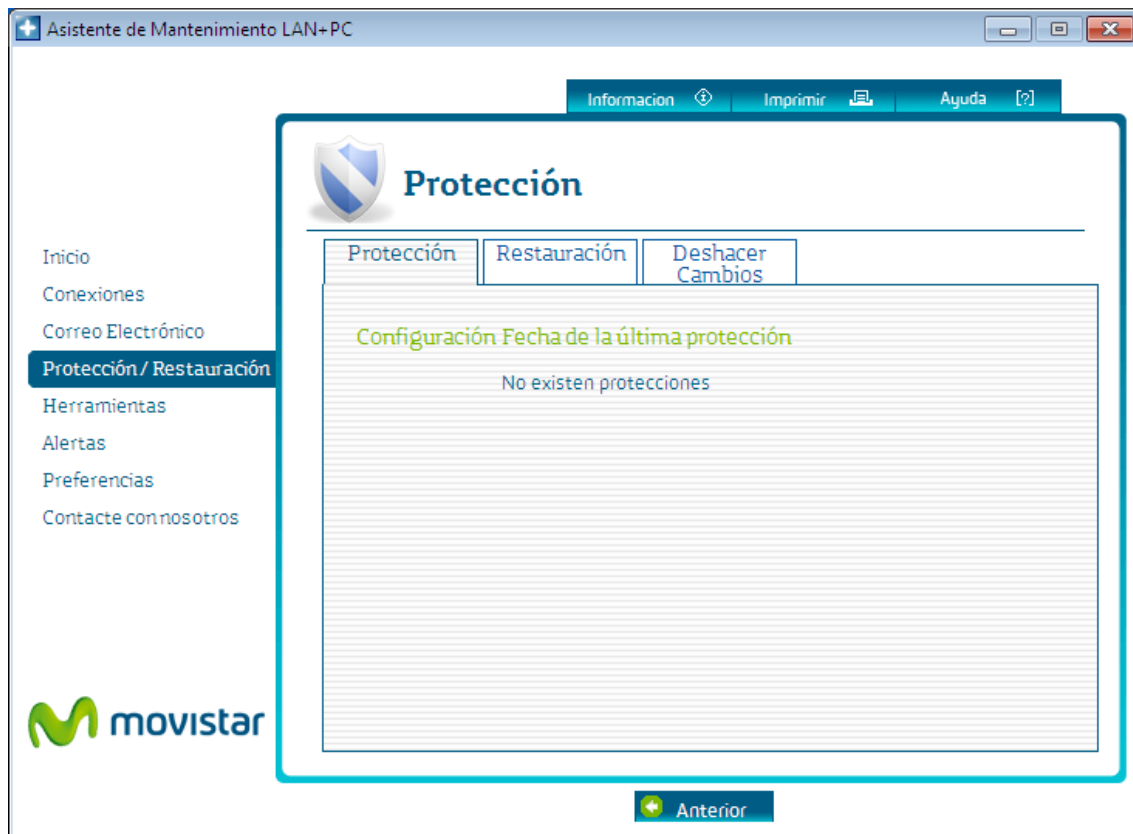 Asistente de Mantenimiento LAN+PC
Informacion
Imprimir
Ayuda [?]
Protección
Inicio
Conexiones
Correo Electrónico
Protección / Restauración
Herramientas
Alertas
Preferencias
Contacte con nosotros
Protección
Restauración
Deshacer
Cambios
Configuración Fecha de la última protección
No existen protecciones
movistar
Anterior